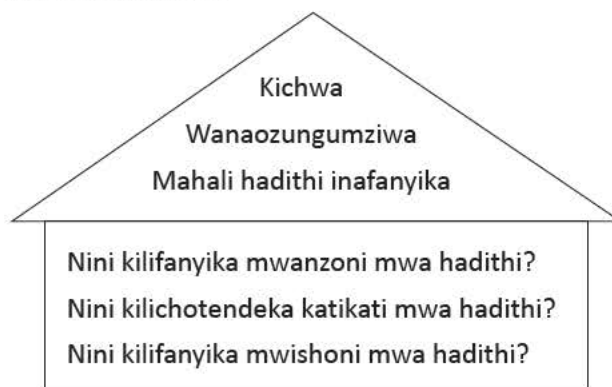 Kichwa
Wanaozungumziwa
Mahali hadithi inafanyika
Nini kilifanyika mwanzoni mwa hadithi?
Nini kilichotendeka katikati mwa hadithi?
Nini kilifanyika mwishoni mwa hadithi?